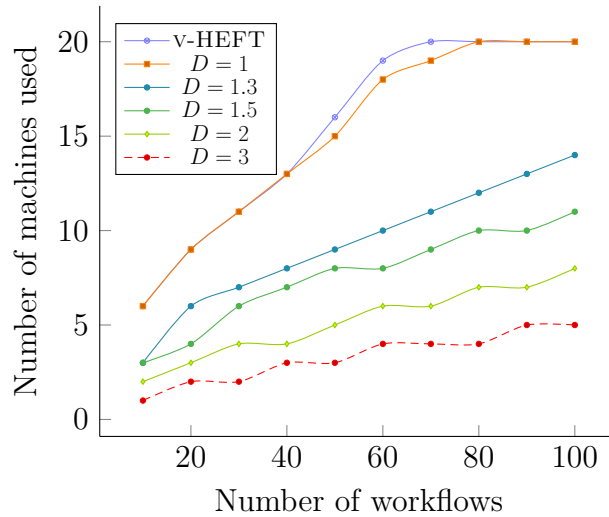 20
15
10
5
0
Number of machines used
v-HEFT
D = 1
D = 1.3
D = 1.5
D = 2
D = 3
20 40 60 80 100
Number of workflows